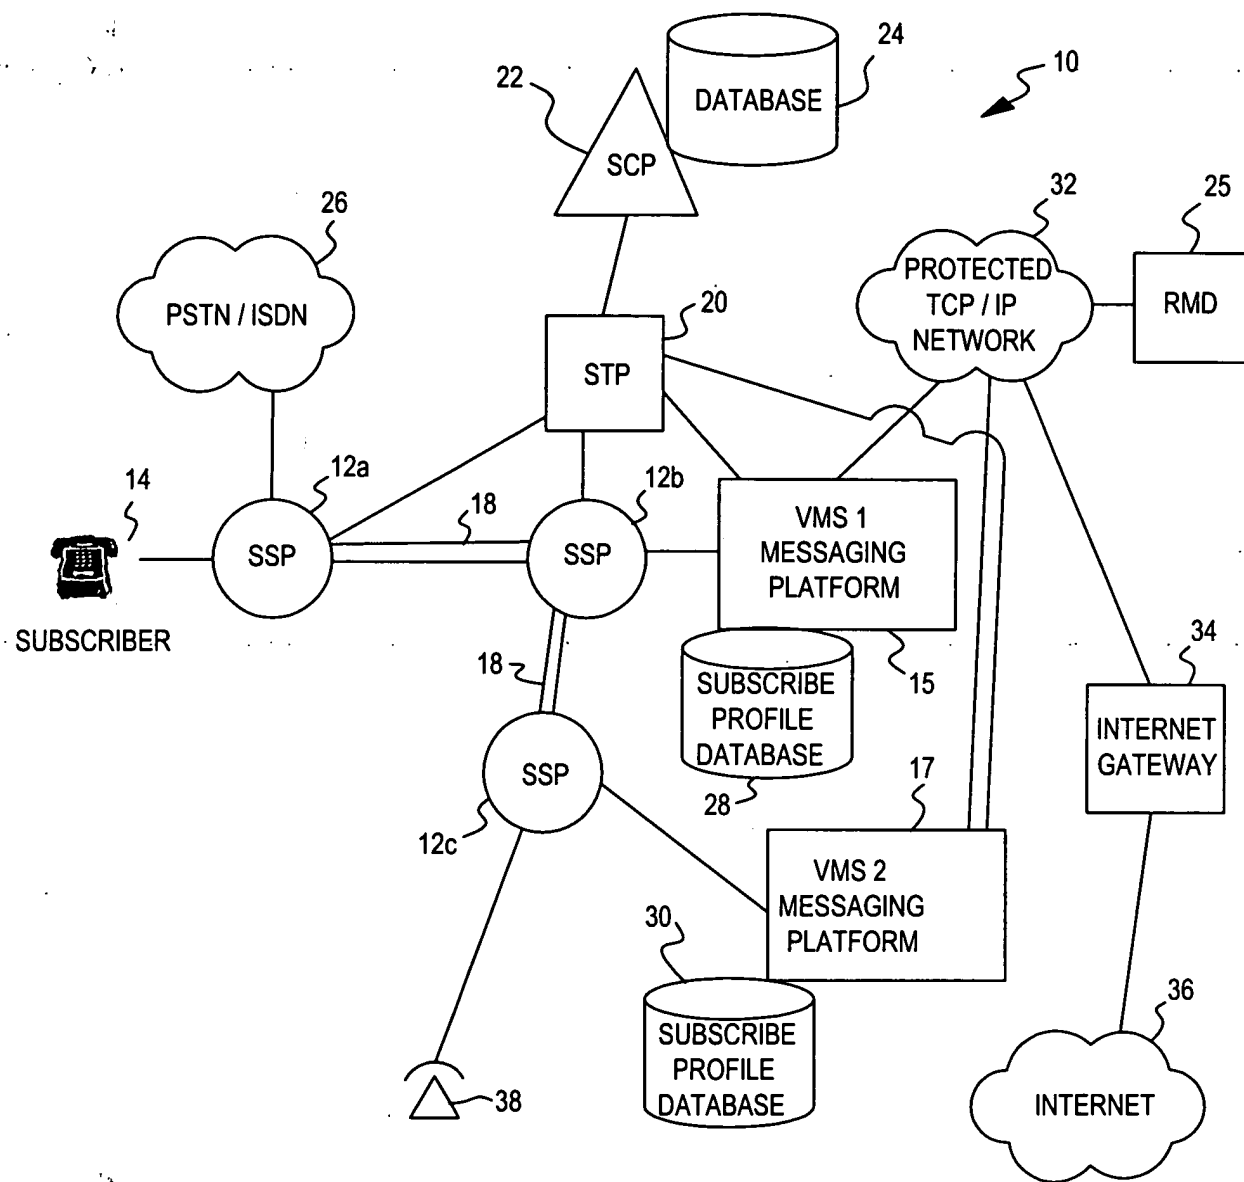 24
DATABASE
10
22
SCP
26
32
25
PSTN / ISDN
PROTECTED
TCP / IP
NETWORK
RMD
20
STP
14
12a
18
12b
SSP
SSP
VMS 1
MESSAGING
PLATFORM
SUBSCRIBER
18
15
34
SUBSCRIBE
PROFILE
DATABASE
28
INTERNET
GATEWAY
SSP
12c
17
VMS 2
MESSAGING
PLATFORM
30
SUBSCRIBE
PROFILE
DATABASE
36
INTERNET
38